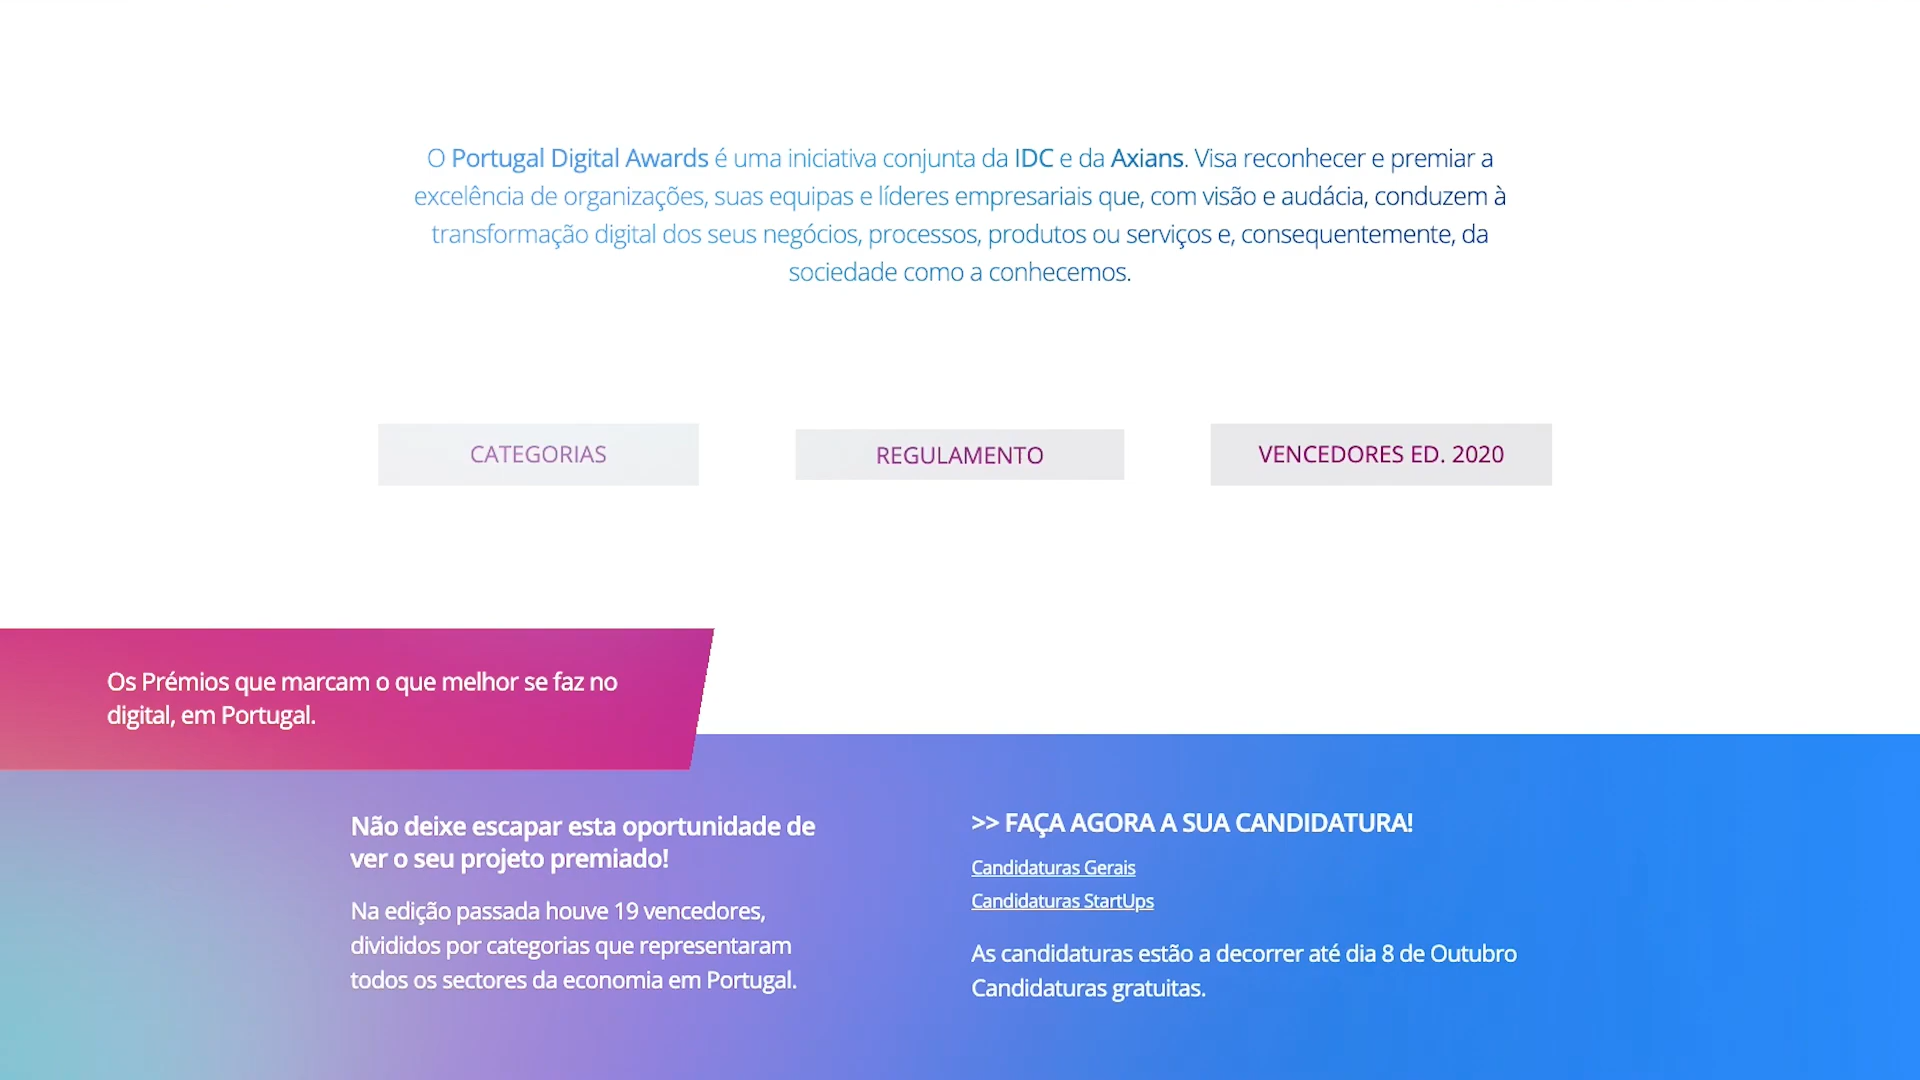 O Portugal Digital Awards é uma iniciativa conjunta da IDC e da Axians. Visa reconhecer e premiar a
excelência de organizações, suas equipas e líderes empresariais que, com visão e audácia, conduzem à
transformação digital dos seus negócios, processos, produtos ou serviços e, consequentemente, da
sociedade como a conhecemos.
CATEGORIAS
REGULAMENTO
VENCEDORES ED. 2020
Os Prémios que marcam o que melhor se faz no
digital, em Portugal.
Não deixe escapar esta oportunidade de
ver o seu projeto premiado!
Na edição passada houve 19 vencedores,
divididos por categorias que representaram
todos os sectores da economia em Portugal.
>> FAÇA AGORA A SUA CANDIDATURA!
Candidaturas Gerais
Candidaturas StartUps
As candidaturas estão a decorrer até dia 8 de Outubro
Candidaturas gratuitas.